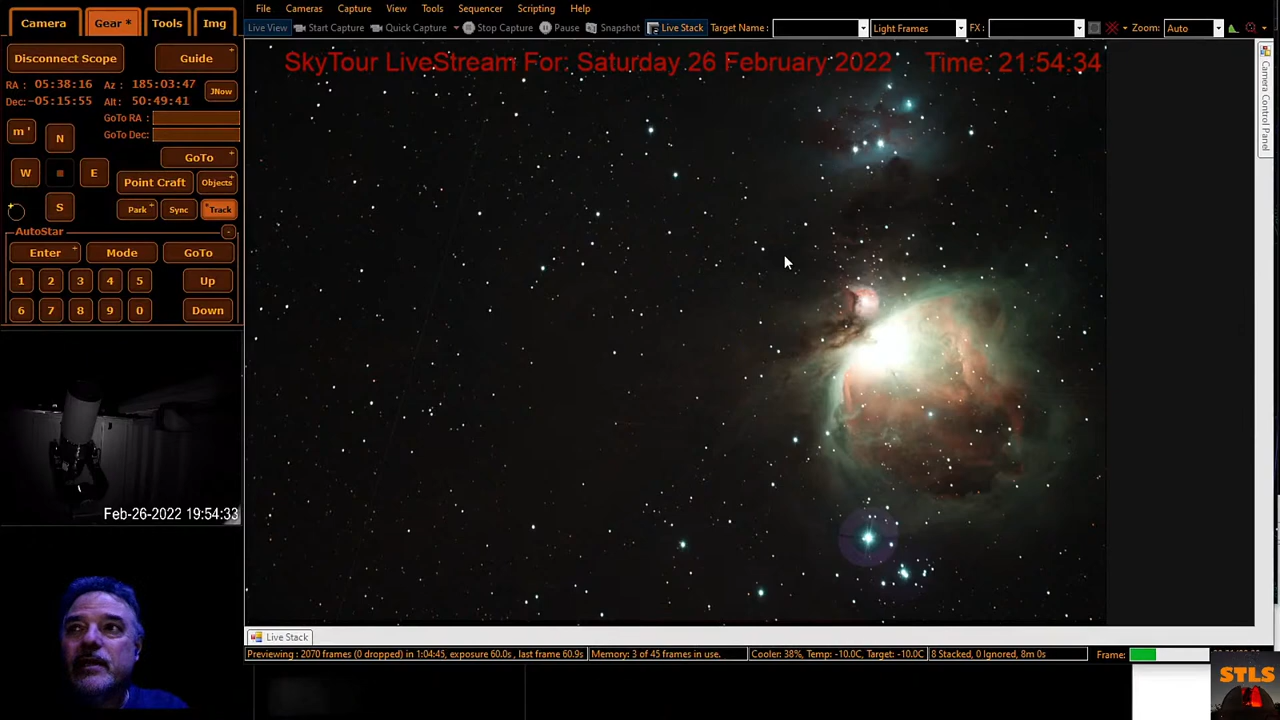 Camera Gear * Tools Img
File Cameras Capture View Tools Sequencer Scripting Help
Live View Start Capture Quick Capture Stop Capture Pause Snapshot Live Stack Target Name : Light Frames FX : Zoom: Auto
Disconnect Scope Guide
SkyTour LiveStream For: Saturday 26 February 2022 Time: 21:54:34
RA : 05:38:16 Az : 185:03:47
Dec: -05:15:55 Alt : 50:49:41
JNow
GoTo RA :
GoTo Dec:
m ' N
GoTo
W E
Point Craft Objects
S Park Sync Track
AutoStar -
Enter Mode GoTo
1 2 3 4 5 Up
6 7 8 9 0 Down
Camera Control Panel
Feb-26-2022 19:54:33
Live Stack
Previewing : 2070 frames (0 dropped) in 1:04:45, exposure 60.0s , last frame 60.9s Memory: 3 of 45 frames in use. Cooler: 38%, Temp: -10.0C, Target: -10.0C 8 Stacked, 0 Ignored, 8m 0s Frame:
STLS